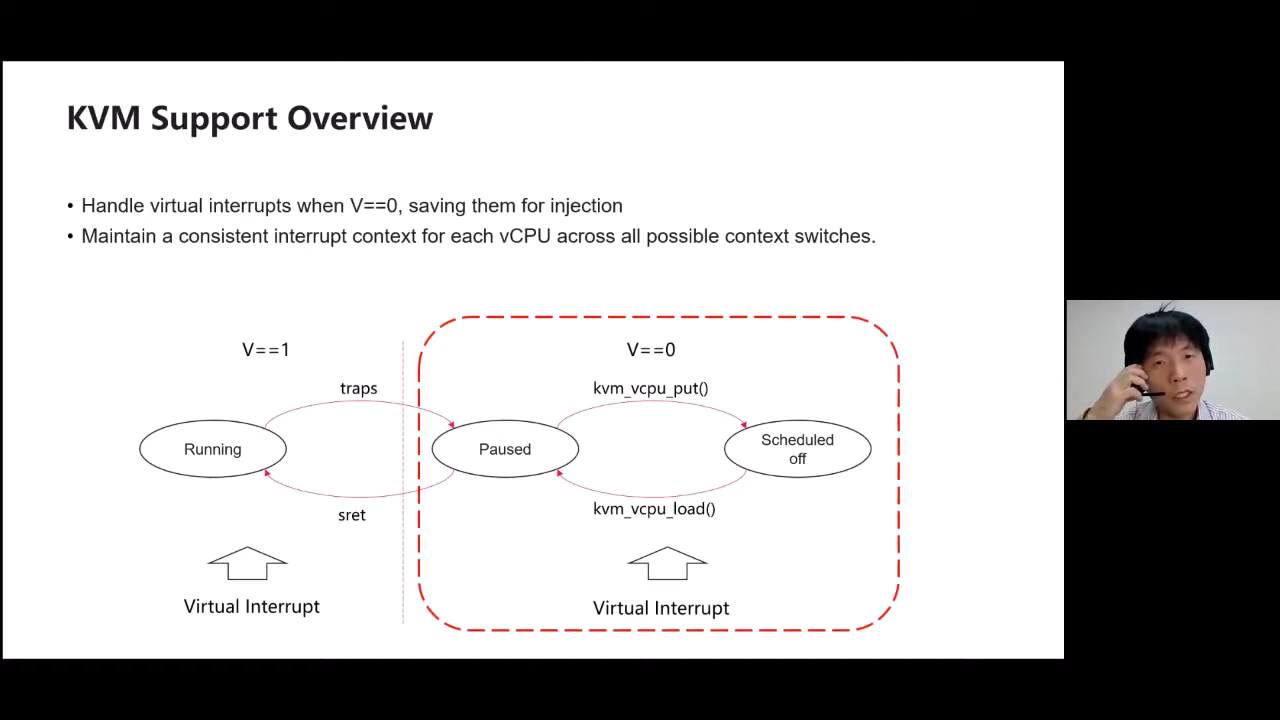 KVM Support Overview
• Handle virtual interrupts when V==0, saving them for injection
• Maintain a consistent interrupt context for each vCPU across all possible context switches.
V==1
V==0
traps
kvm_vcpu_put()
Running
Paused
Scheduled
off
sret
kvm_vcpu_load()
Virtual Interrupt
Virtual Interrupt